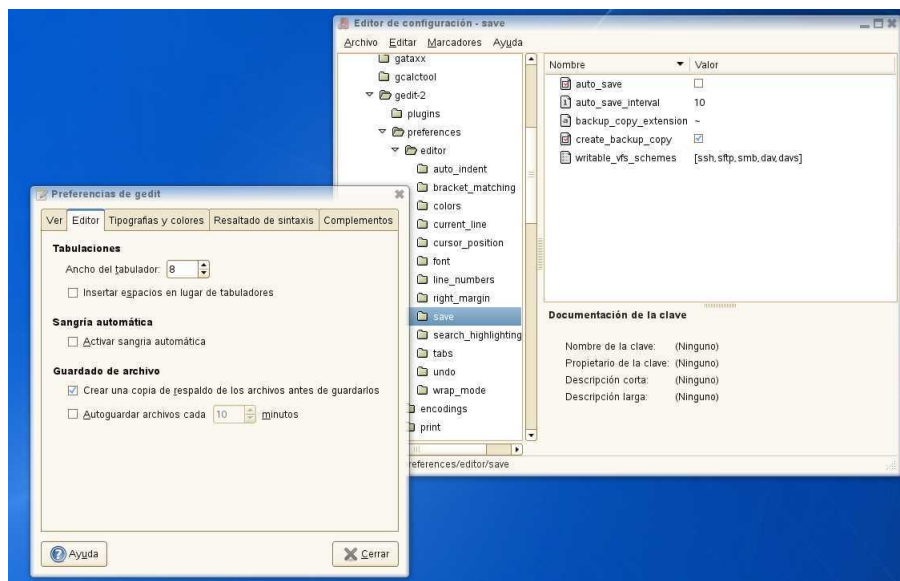 Editor de configuración - save
Archivo Editar Marcadores Ayuda
gataxx
gcalctool
gedit-2
plugins
preferences
editor
auto_indent
bracket_matching
colors
current_line
cursor_position
font
line_numbers
right_margin
save
search_highlighting
tabs
undo
wrap_mode
encodings
print
references/editor/save
Nombre Valor
auto_save
auto_save_interval 10
backup_copy_extension ~
create_backup_copy
writable_vfs_schemes [ssh,sftp,smb,dav,davs]
Documentación de la clave
Nombre de la clave: (Ninguno)
Propietario de la clave: (Ninguno)
Descripción corta: (Ninguno)
Descripción larga: (Ninguno)
Preferencias de gedit
Ver Editor Tipografías y colores Resaltado de sintaxis Complementos
Tabulaciones
Ancho del tabulador: 8
Insertar espacios en lugar de tabuladores
Sangría automática
Activar sangría automática
Guardado de archivo
Crear una copia de respaldo de los archivos antes de guardarlos
Autoguardar archivos cada 10 minutos
Ayuda
Cerrar